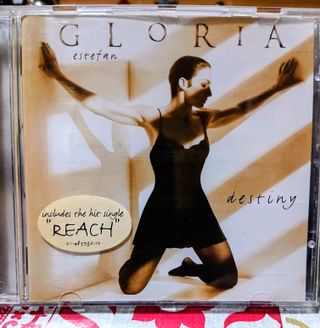 GLORIA
estefan
destiny
includes the hit single
"REACH"